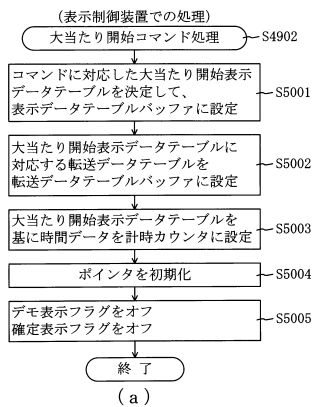 (表示制御装置での処理)
大当たり開始コマンド処理
S4902
コマンドに対応した大当たり開始表示
データテーブルを決定して、
表示データテーブルバッファに設定
S5001
大当たり開始表示データテーブルに
対応する転送データテーブルを
転送データテーブルバッファに設定
S5002
大当たり開始表示データテーブルを
基に時間データを計時カウンタに設定
S5003
ポインタを初期化
S5004
デモ表示フラグをオフ
確定表示フラグをオフ
S5005
終了
(a)